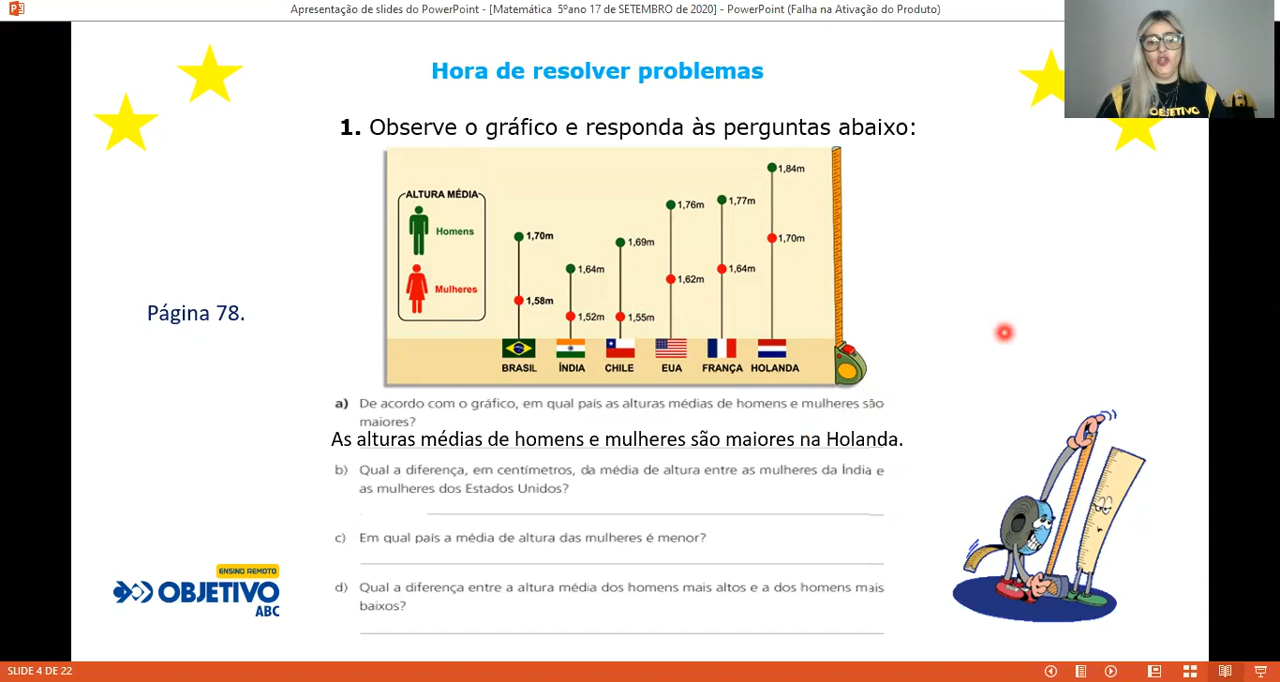 Apresentação de slides do PowerPoint - [Matemática 5ºano 17 de SETEMBRO de 2020] - PowerPoint (Falha na Ativação do Produto)
OBJETIVO
Hora de resolver problemas
1. Observe o gráfico e responda às perguntas abaixo:
ALTURA MÉDIA
Homens
Mulheres
1,84m
1,77m
1,76m
1,70m
1,70m
1,69m
1,64m
1,64m
1,62m
1,58m
1,52m
1,55m
BRASIL ÍNDIA CHILE EUA FRANÇA HOLANDA
Página 78.
a) De acordo com o gráfico, em qual país as alturas médias de homens e mulheres são
maiores?
As alturas médias de homens e mulheres são maiores na Holanda.
b) Qual a diferença, em centímetros, da média de altura entre as mulheres da Índia e
as mulheres dos Estados Unidos?
c) Em qual país a média de altura das mulheres é menor?
d) Qual a diferença entre a altura média dos homens mais altos e a dos homens mais
baixos?
ENSINO REMOTO
OBJETIVO
ABC
SLIDE 4 DE 22